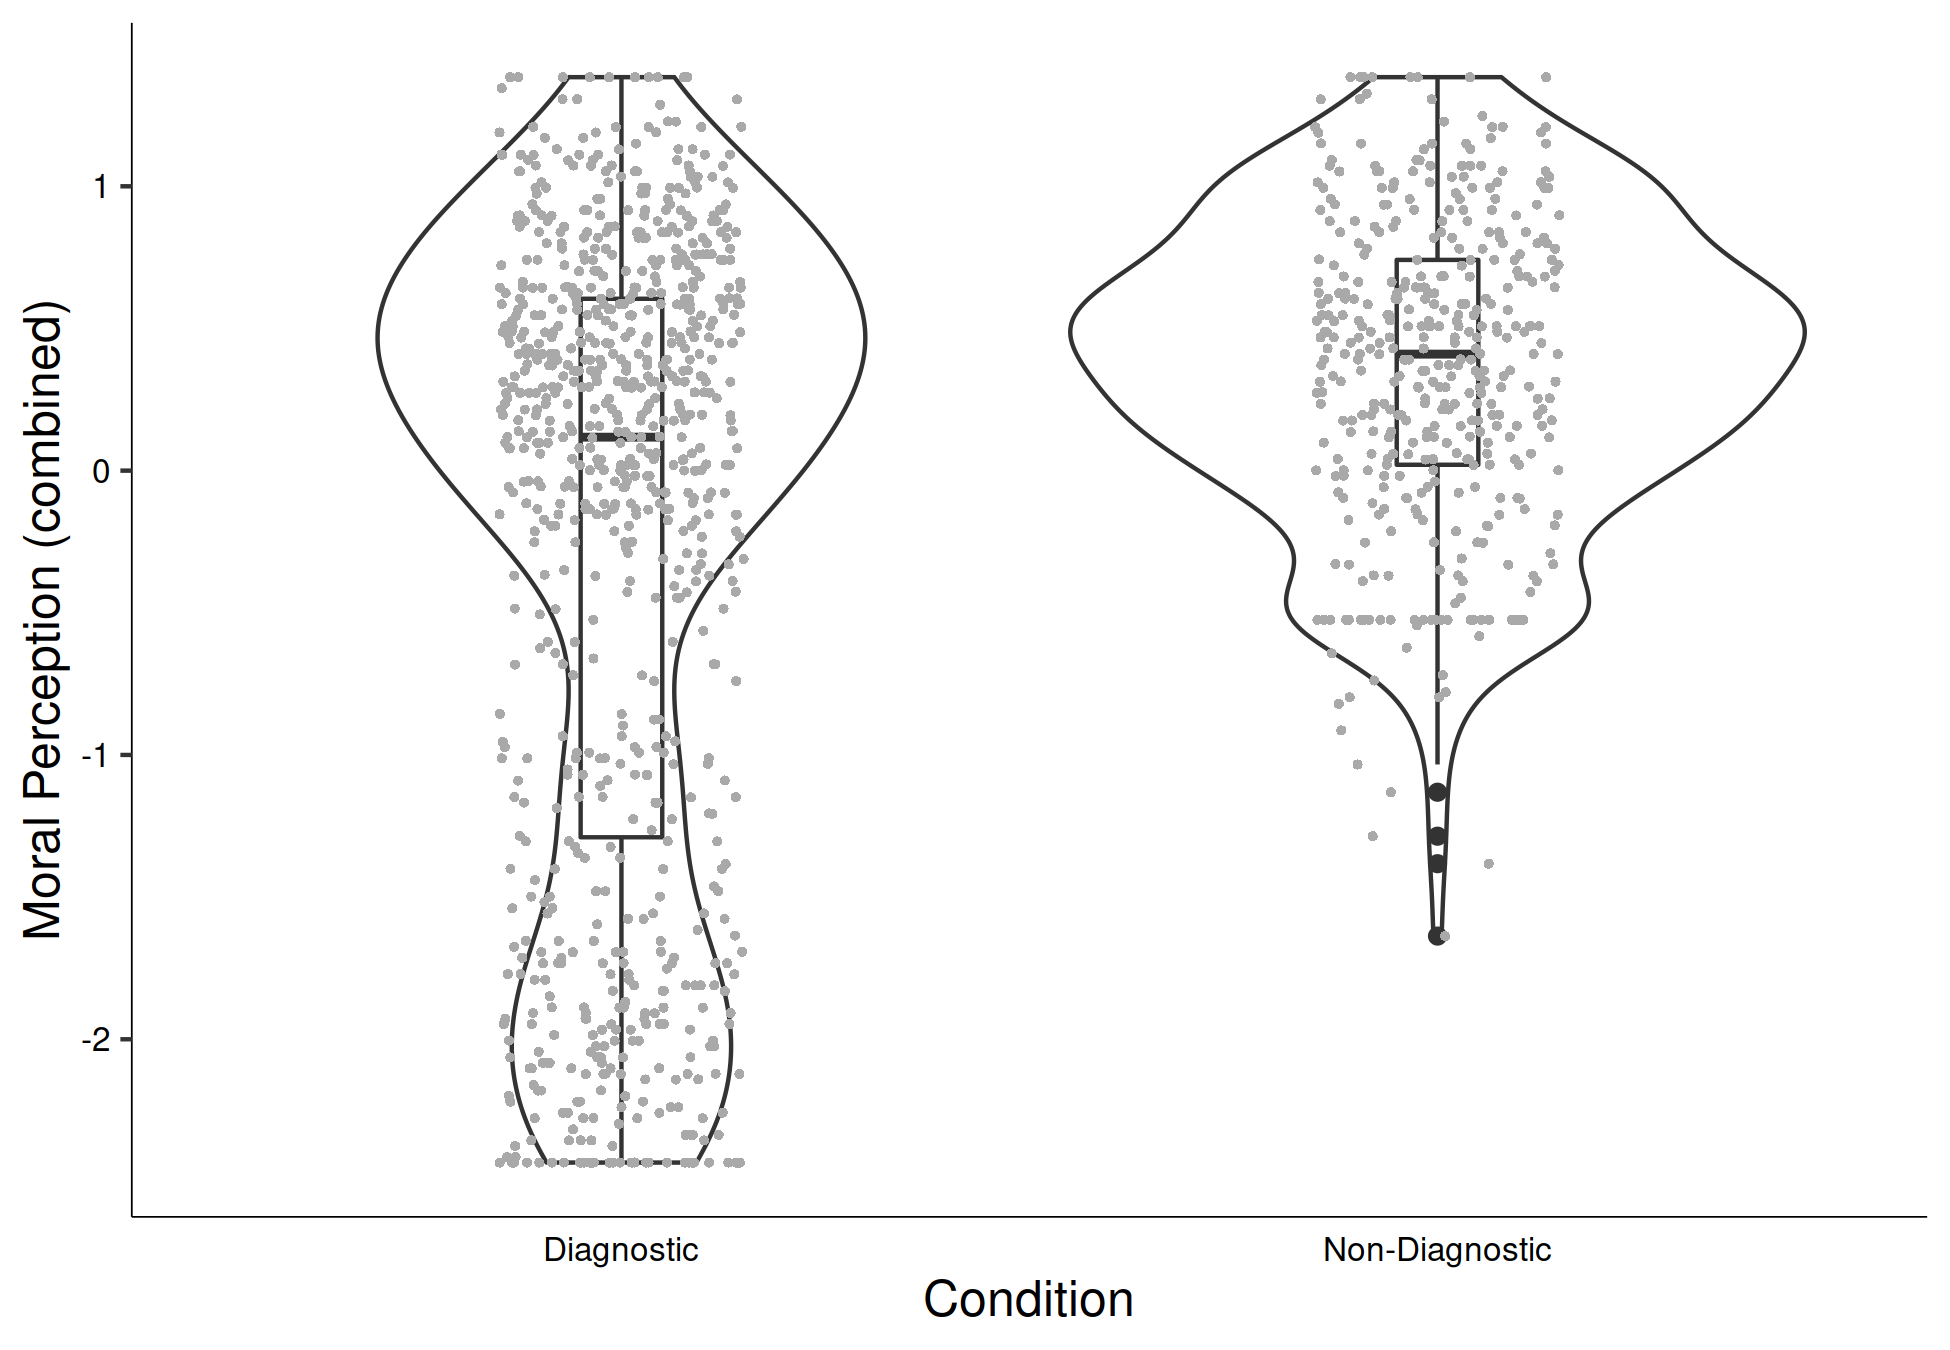 Moral Perception (combined)
1
0
-1
-2
Diagnostic
Non-Diagnostic
Condition